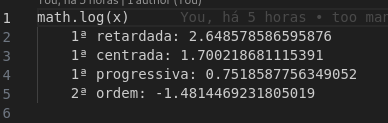 You, há 5 horas | 1 author (You)
1 math.log(x) You, há 5 horas • too mar
2 1ª retardada: 2.648578586595876
3 1ª centrada: 1.700218681115391
4 1ª progressiva: 0.7518587756349052
5 2ª ordem: -1.4814469231805019
6